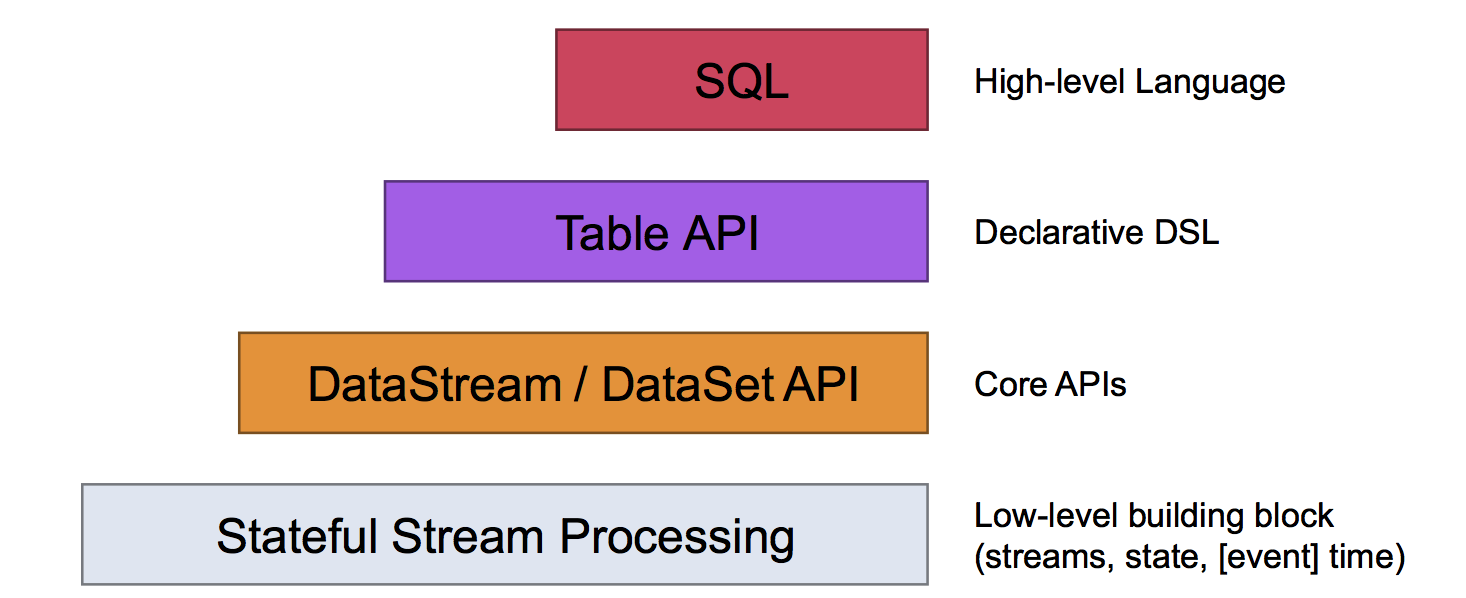 SQL
High-level Language
Table API
Declarative DSL
DataStream / DataSet API
Core APIs
Stateful Stream Processing
Low-level building block
(streams, state, [event] time)